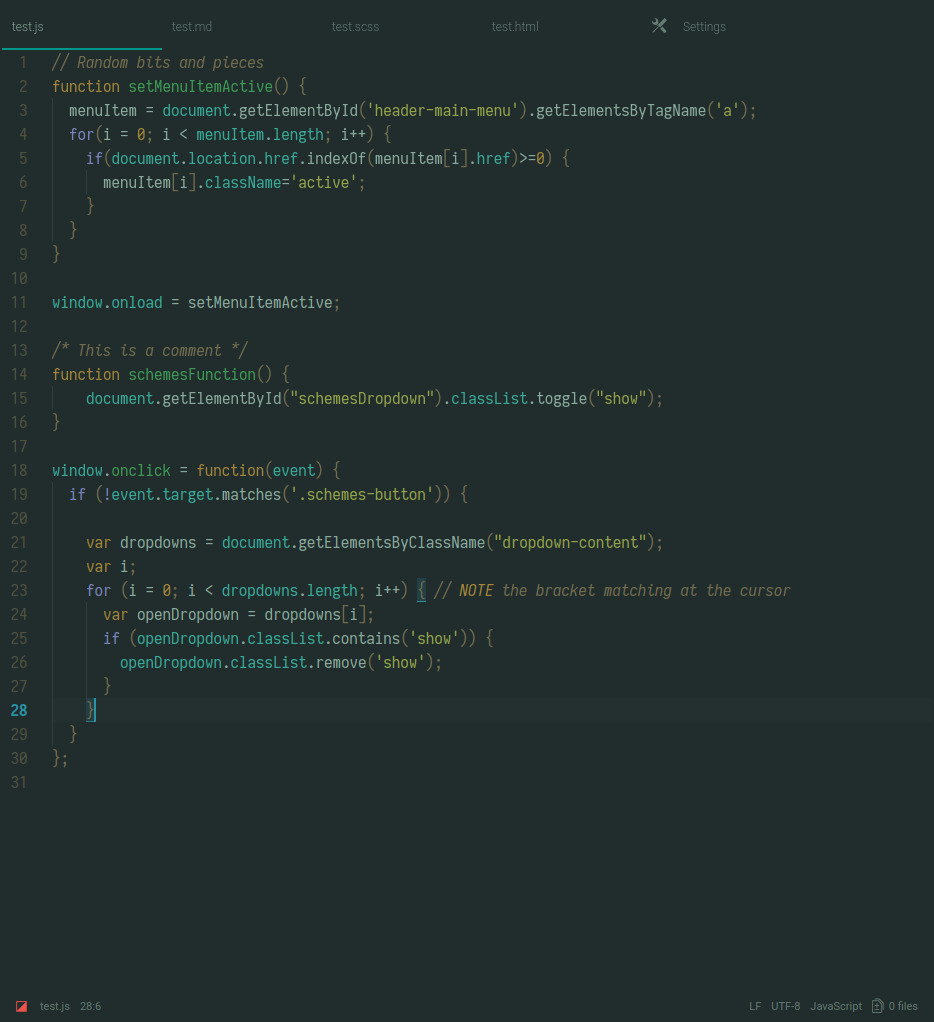 test.js test.md test.scss test.html Settings
1 // Random bits and pieces
2 function setMenuItemActive() {
3   menuItem = document.getElementById('header-main-menu').getElementsByTagName('a');
4   for(i = 0; i < menuItem.length; i++) {
5     if(document.location.href.indexOf(menuItem[i].href)>=0) {
6       menuItem[i].className='active';
7     }
8   }
9 }
10
11 window.onload = setMenuItemActive;
12
13 /* This is a comment */
14 function schemesFunction() {
15     document.getElementById("schemesDropdown").classList.toggle("show");
16 }
17
18 window.onclick = function(event) {
19   if (!event.target.matches('.schemes-button')) {
20
21     var dropdowns = document.getElementsByClassName("dropdown-content");
22     var i;
23     for (i = 0; i < dropdowns.length; i++) { // NOTE the bracket matching at the cursor
24       var openDropdown = dropdowns[i];
25       if (openDropdown.classList.contains('show')) {
26         openDropdown.classList.remove('show');
27       }
28     }
29   }
30 };
31
test.js 28:6 LF UTF-8 JavaScript 0 files